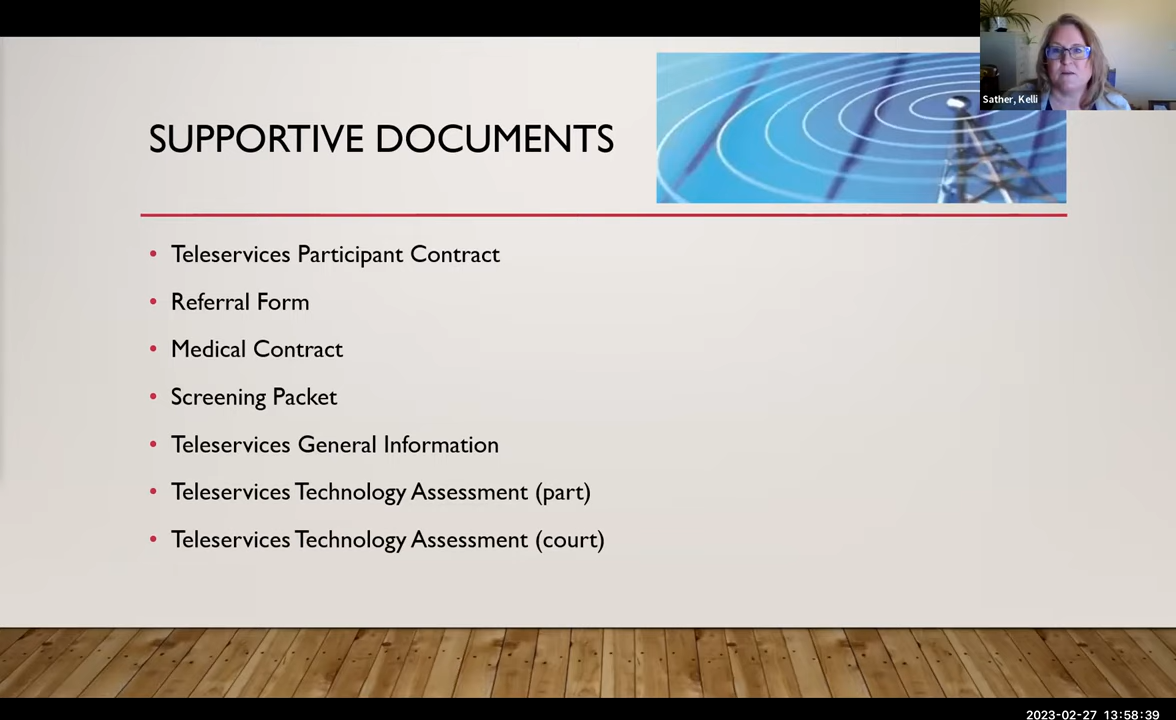 Sather, Kelli
SUPPORTIVE DOCUMENTS
• Teleservices Participant Contract
• Referral Form
• Medical Contract
• Screening Packet
• Teleservices General Information
• Teleservices Technology Assessment (part)
• Teleservices Technology Assessment (court)
2023-02-27 13:58:39